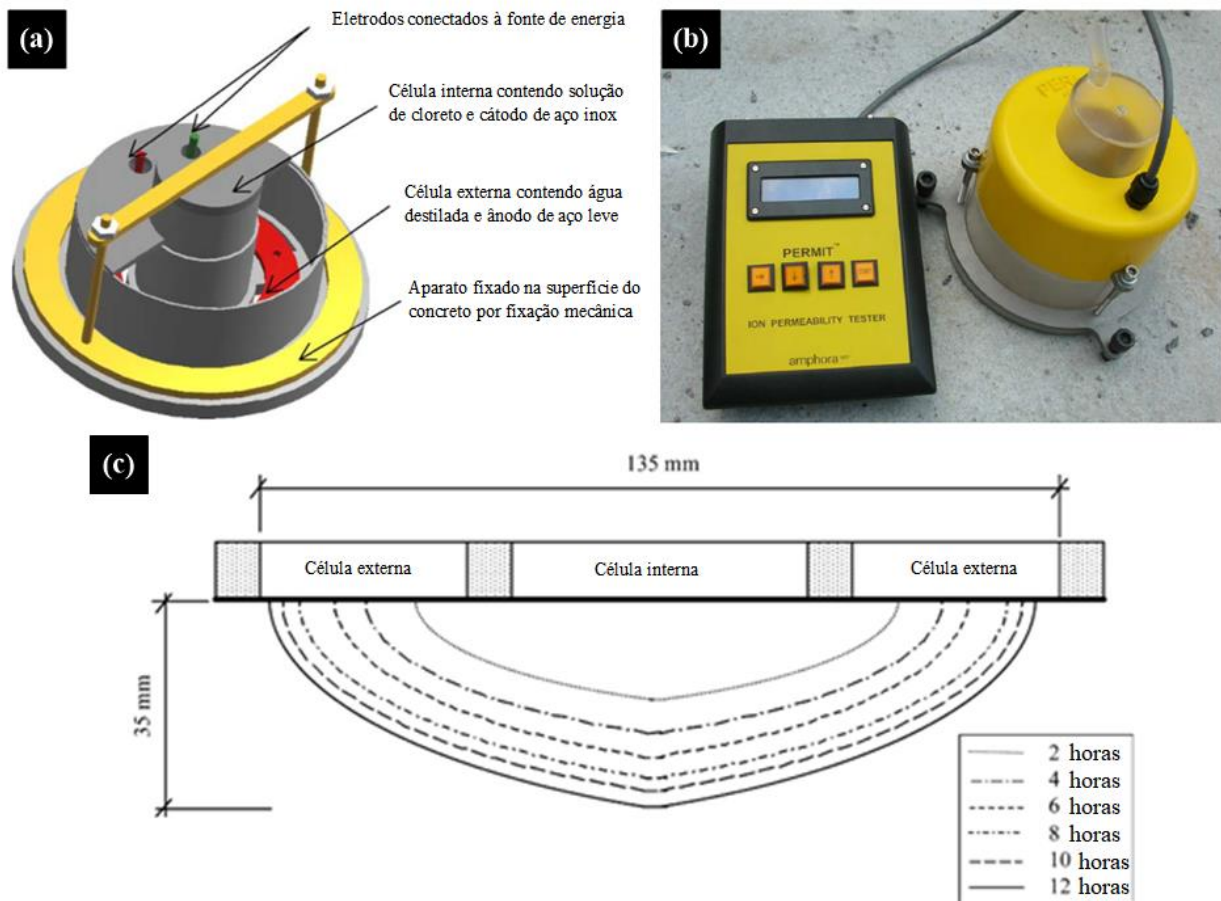 (a)
Eletrodos conectados à fonte de energia
Célula interna contendo solução
de cloreto e cátodo de aço inox
Célula externa contendo água
destilada e ânodo de aço leve
Aparato fixado na superfície do
concreto por fixação mecânica
(b)
PERMIT™
ION PERMEABILITY TESTER
amphora
(c)
135 mm
Célula externa
Célula interna
Célula externa
35 mm
2 horas
4 horas
6 horas
8 horas
10 horas
12 horas